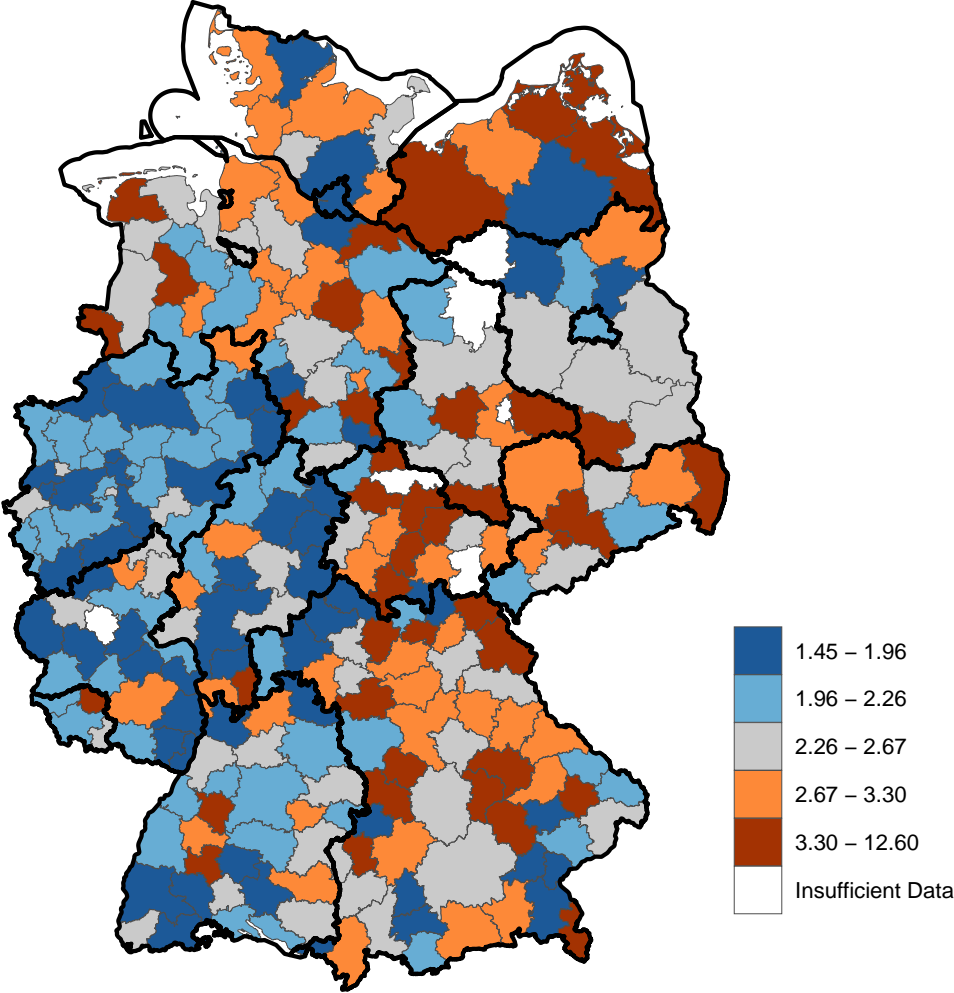 1.45 – 1.96
1.96 – 2.26
2.26 – 2.67
2.67 – 3.30
3.30 – 12.60
Insufficient Data